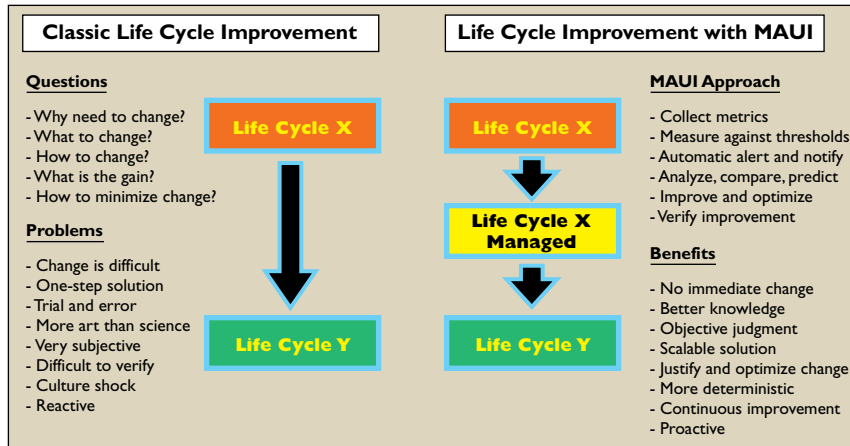 Classic Life Cycle Improvement
Questions
- Why need to change?
- What to change?
- How to change?
- What is the gain?
- How to minimize change?
Problems
- Change is difficult
- One-step solution
- Trial and error
- More art than science
- Very subjective
- Difficult to verify
- Culture shock
- Reactive
Life Cycle X
Life Cycle Y
Life Cycle Improvement with MAUI
Life Cycle X
Life Cycle X
Managed
Life Cycle Y
MAUI Approach
- Collect metrics
- Measure against thresholds
- Automatic alert and notify
- Analyze, compare, predict
- Improve and optimize
- Verify improvement
Benefits
- No immediate change
- Better knowledge
- Objective judgment
- Scalable solution
- Justify and optimize change
- More deterministic
- Continuous improvement
- Proactive